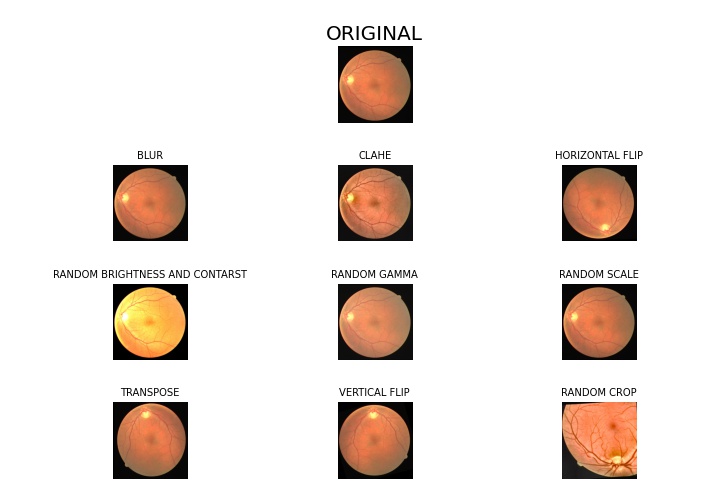 ORIGINAL
BLUR
CLAHE
HORIZONTAL FLIP
RANDOM BRIGHTNESS AND CONTARST
RANDOM GAMMA
RANDOM SCALE
TRANSPOSE
VERTICAL FLIP
RANDOM CROP